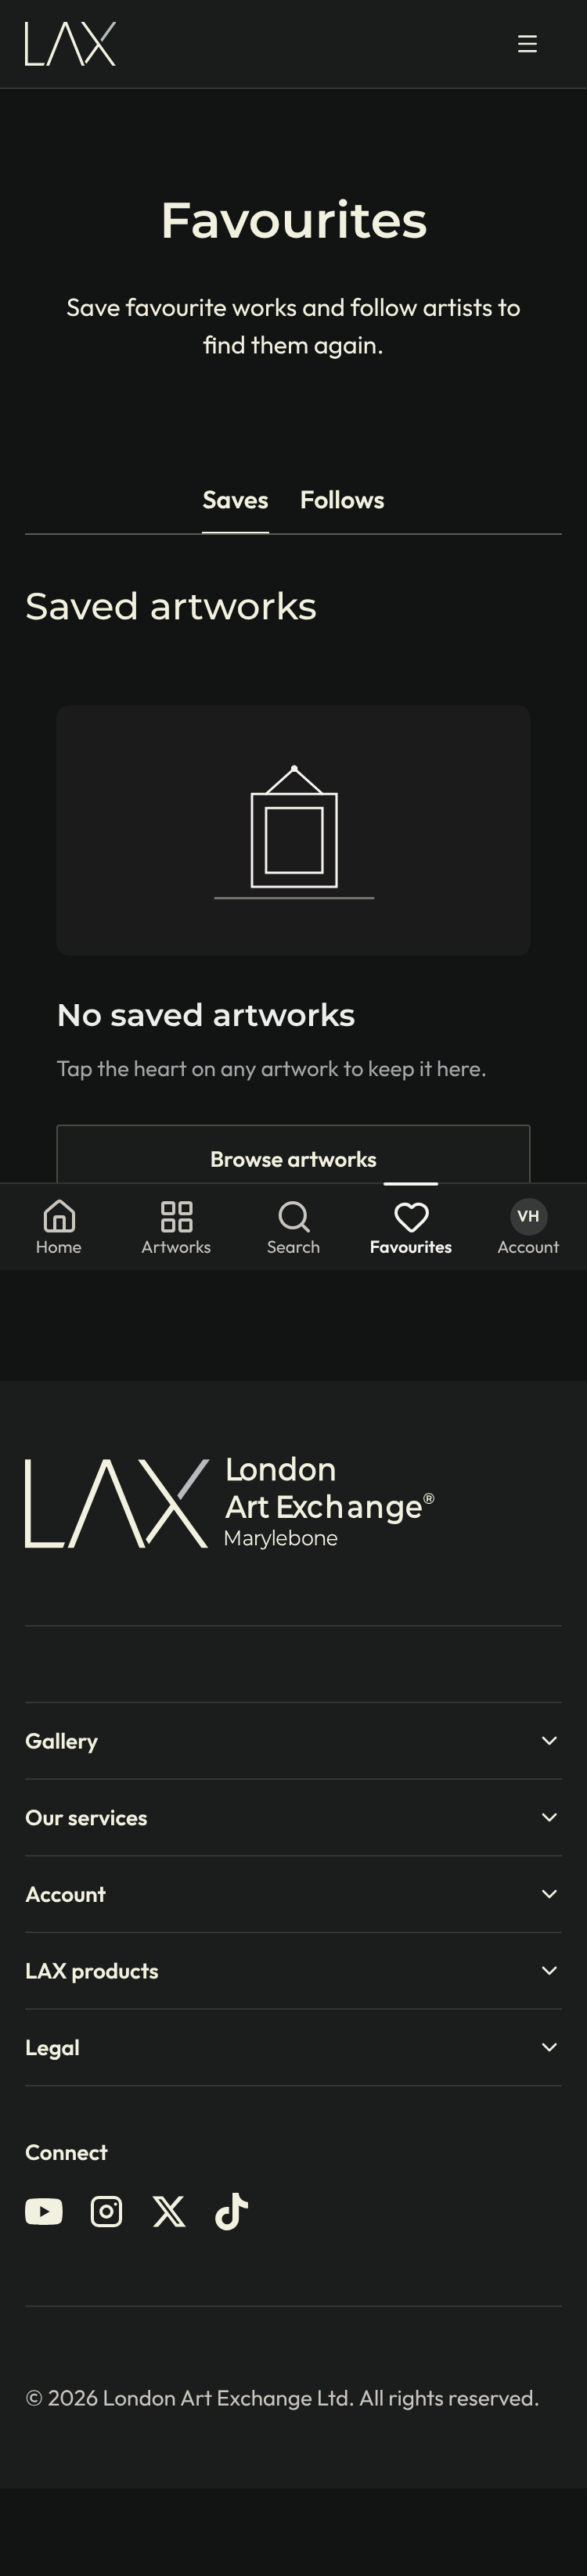 LAX
Favourites
Save favourite works and follow artists to
find them again.
Saves
Follows
Saved artworks
No saved artworks
Tap the heart on any artwork to keep it here.
Browse artworks
Home
Artworks
Search
Favourites
VH
Account
LAX
London
Art Exchange®
Marylebone
Gallery
Our services
Account
LAX products
Legal
Connect
© 2026 London Art Exchange Ltd. All rights reserved.